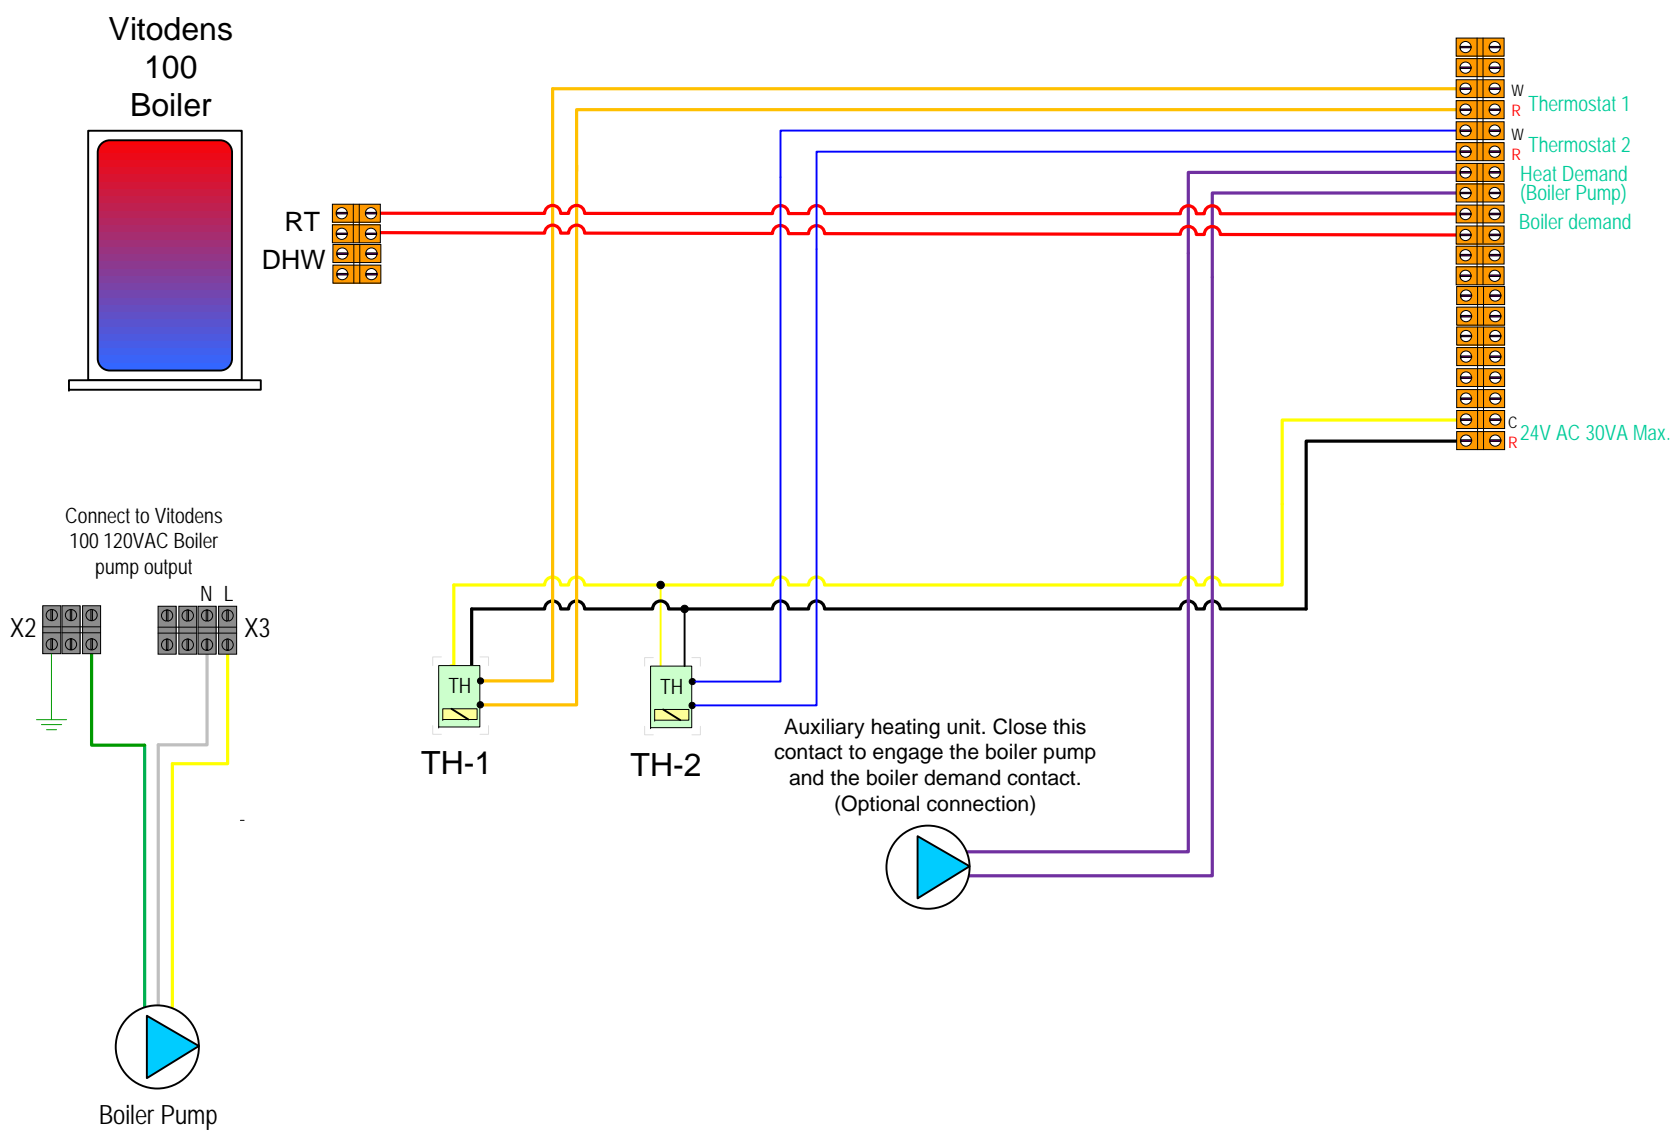 Vitodens
100
Boiler
RT
DHW
W
R
Thermostat 1
W
R
Thermostat 2
Heat Demand
(Boiler Pump)
Boiler demand
C
R
24V AC 30VA Max.
Connect to Vitodens
100 120VAC Boiler
pump output
N L
X2
X3
TH
TH-1
TH
TH-2
Auxiliary heating unit. Close this
contact to engage the boiler pump
and the boiler demand contact.
(Optional connection)
-
Boiler Pump